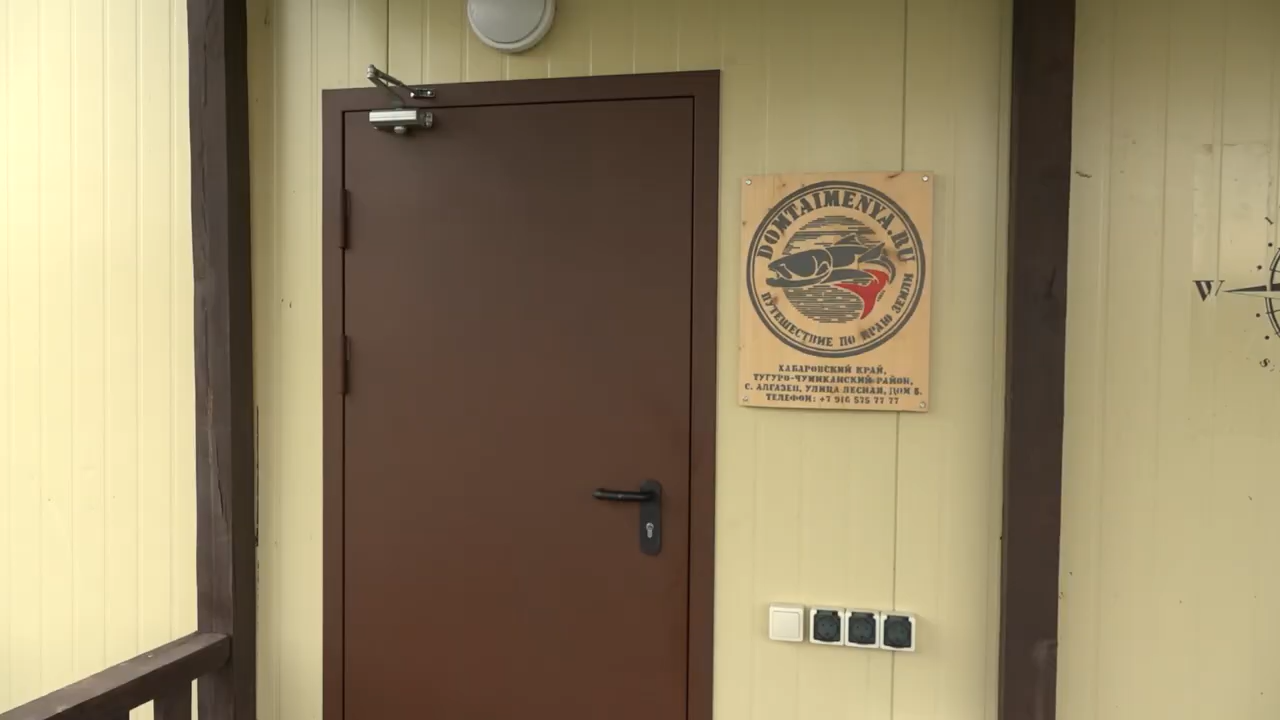 DOMTAIMENYA.RU
ПУТЕШЕСТВИЕ ПО КРАЮ ЗЕМЛИ
ХАБАРОВСКИЙ КРАЙ,
ТУГУРО-ЧУМИКАНСКИЙ РАЙОН,
С. АЛГАЗЕЯ, УЛИЦА ЛЕСНАЯ, ДОМ 5.
ТЕЛЕФОН: +7 916 575 77 77
W
S